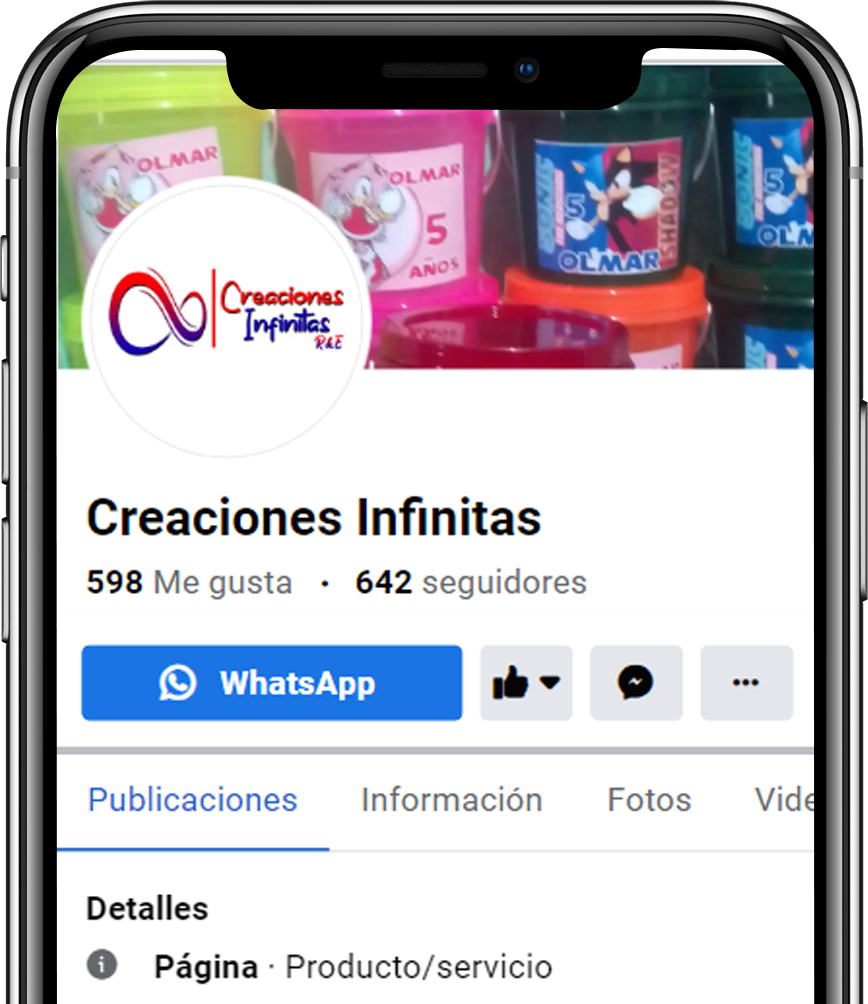 OLMAR
OLMAR
5
AÑOS
SONIC
5
SHADOW
OLMAR
SONIC
5
OLM
Creaciones
Infinitas
R&E
Creaciones Infinitas
598 Me gusta · 642 seguidores
WhatsApp
Publicaciones Información Fotos Vide
Detalles
Página · Producto/servicio